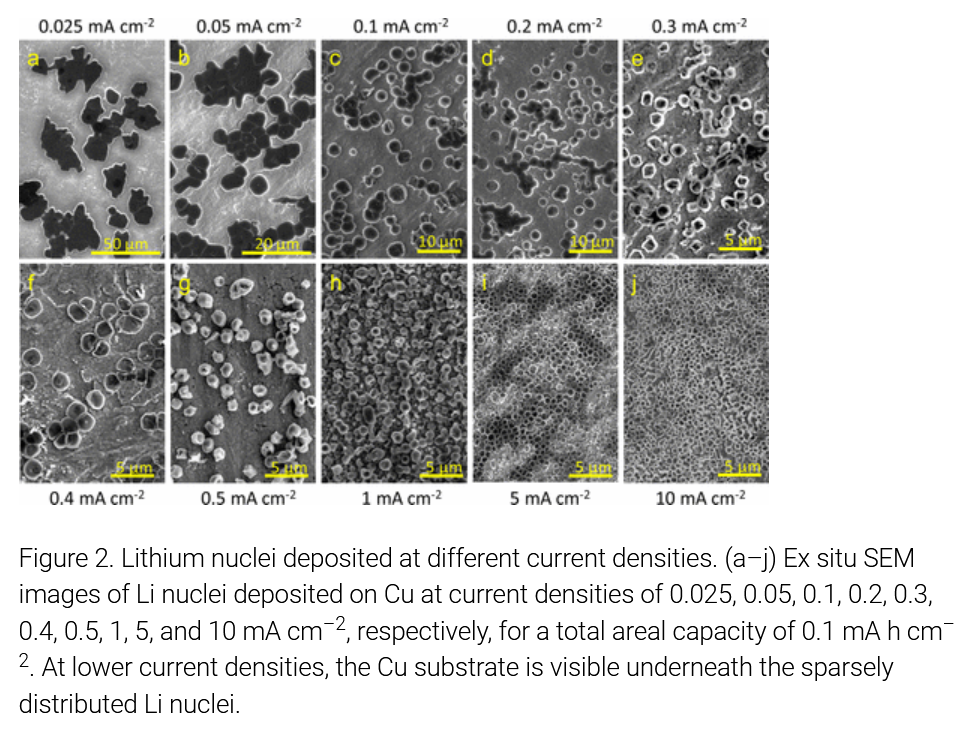 0.025 mA cm-2 0.05 mA cm-2 0.1 mA cm-2 0.2 mA cm-2 0.3 mA cm-2
a b c d e
50 µm 20 µm 10 µm 10 µm 5 µm
f g h i j
5 µm 5 µm 5 µm 5 µm 5 µm
0.4 mA cm-2 0.5 mA cm-2 1 mA cm-2 5 mA cm-2 10 mA cm-2
Figure 2. Lithium nuclei deposited at different current densities. (a–j) Ex situ SEM
images of Li nuclei deposited on Cu at current densities of 0.025, 0.05, 0.1, 0.2, 0.3,
0.4, 0.5, 1, 5, and 10 mA cm−2, respectively, for a total areal capacity of 0.1 mA h cm−
2. At lower current densities, the Cu substrate is visible underneath the sparsely
distributed Li nuclei.